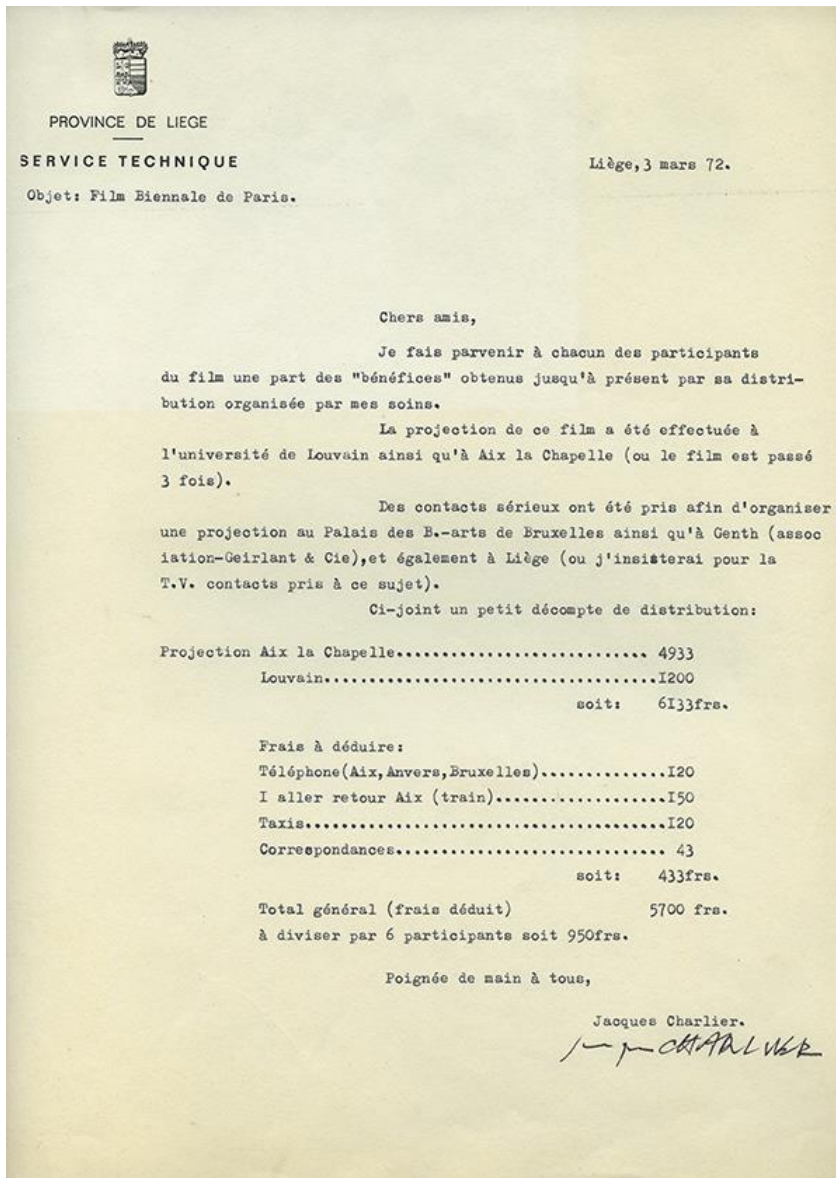 PROVINCE DE LIEGE
SERVICE TECHNIQUE
Liège,3 mars 72.
Objet: Film Biennale de Paris.
Chers amis,
Je fais parvenir à chacun des participants
du film une part des "bénéfices" obtenus jusqu'à présent par sa distri-
bution organisée par mes soins.
La projection de ce film a été effectuée à
l'université de Louvain ainsi qu'à Aix la Chapelle (ou le film est passé
3 fois).
Des contacts sérieux ont été pris afin d'organiser
une projection au Palais des B.-arts de Bruxelles ainsi qu'à Genth (assoc
iation-Geirlant & Cie),et également à Liège (ou j'insisterai pour la
T.V. contacts pris à ce sujet).
Ci-joint un petit décompte de distribution:
Projection Aix la Chapelle............................ 4933
Louvain.....................................I200
soit: 6I33frs.
Frais à déduire:
Téléphone(Aix,Anvers,Bruxelles)..............I20
I aller retour Aix (train)...................I50
Taxis........................................I20
Correspondances.............................. 43
soit: 433frs.
Total général (frais déduit) 5700 frs.
à diviser par 6 participants soit 950frs.
Poignée de main à tous,
Jacques Charlier.
CHARLIER